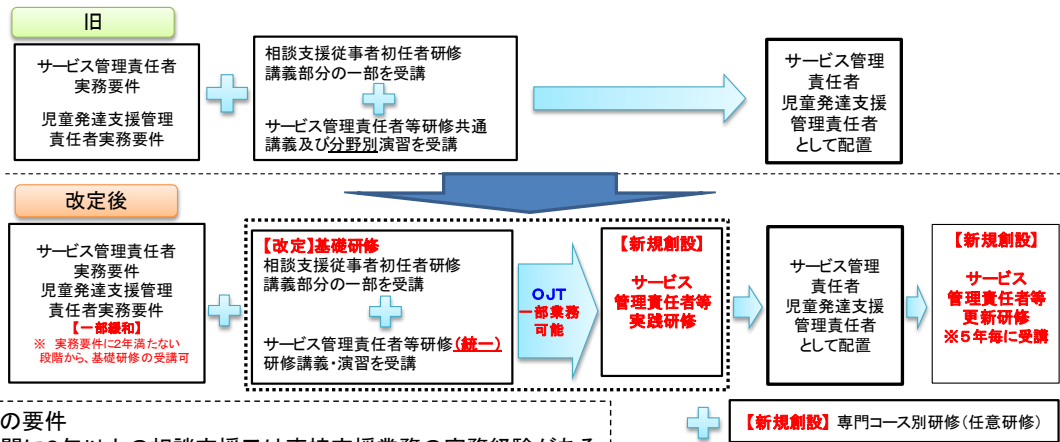 旧
サービス管理責任者
実務要件
児童発達支援管理
責任者実務要件
相談支援従事者初任者研修
講義部分の一部を受講
サービス管理責任者等研修共通
講義及び分野別演習を受講
サービス管理
責任者
児童発達支援
管理責任者
として配置
改定後
サービス管理責任者
実務要件
児童発達支援管理
責任者実務要件
【一部緩和】
※ 実務要件に2年満たない
段階から、基礎研修の受講可
【改定】基礎研修
相談支援従事者初任者研修
講義部分の一部を受講
サービス管理責任者等研修(統一)
研修講義・演習を受講
OJT
一部業務
可能
【新規創設】
サービス
管理責任者等
実践研修
サービス管理
責任者
児童発達支援
管理責任者
として配置
【新規創設】
サービス
管理責任者等
更新研修
※5年毎に受講
の要件
【新規創設】 専門コース別研修(任意研修)